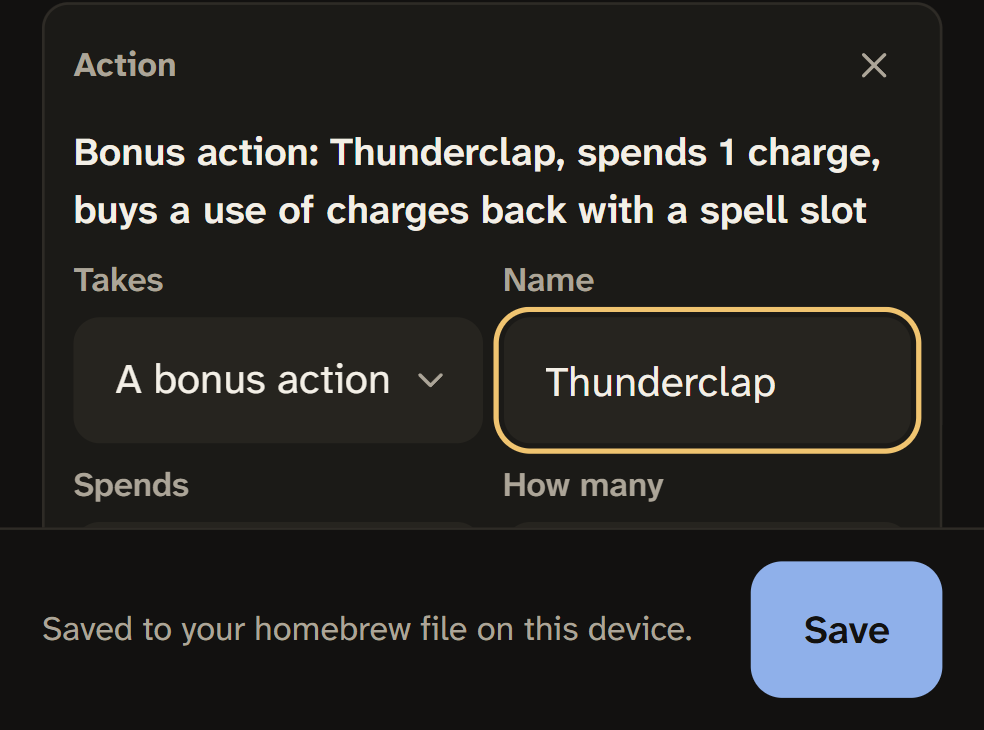 Action
Bonus action: Thunderclap, spends 1 charge,
buys a use of charges back with a spell slot
Takes
Name
A bonus action
Thunderclap
Spends
How many
Saved to your homebrew file on this device.
Save